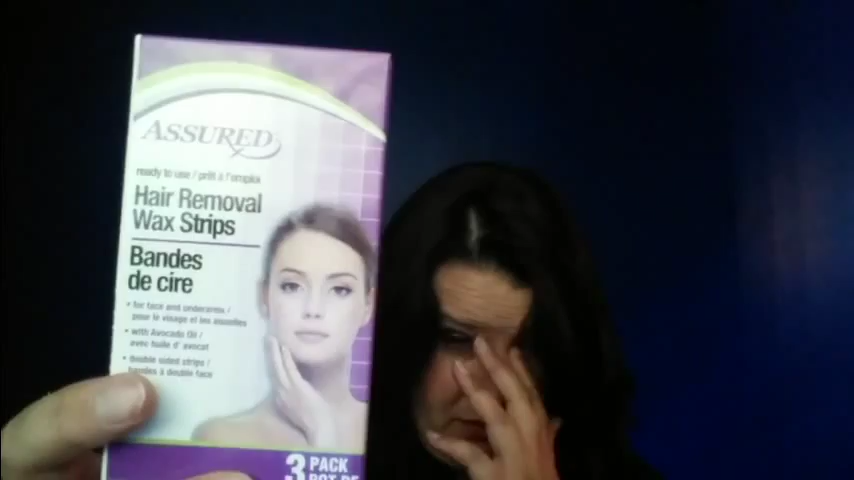 ASSURED
ready to use / prêt à l'emploi
Hair Removal
Wax Strips
Bandes
de cire
• for face and underarms /
pour le visage et les aisselles
• with Avocado Oil /
avec huile d' avocat
• double sided strips /
bandes à double face
3 PACK